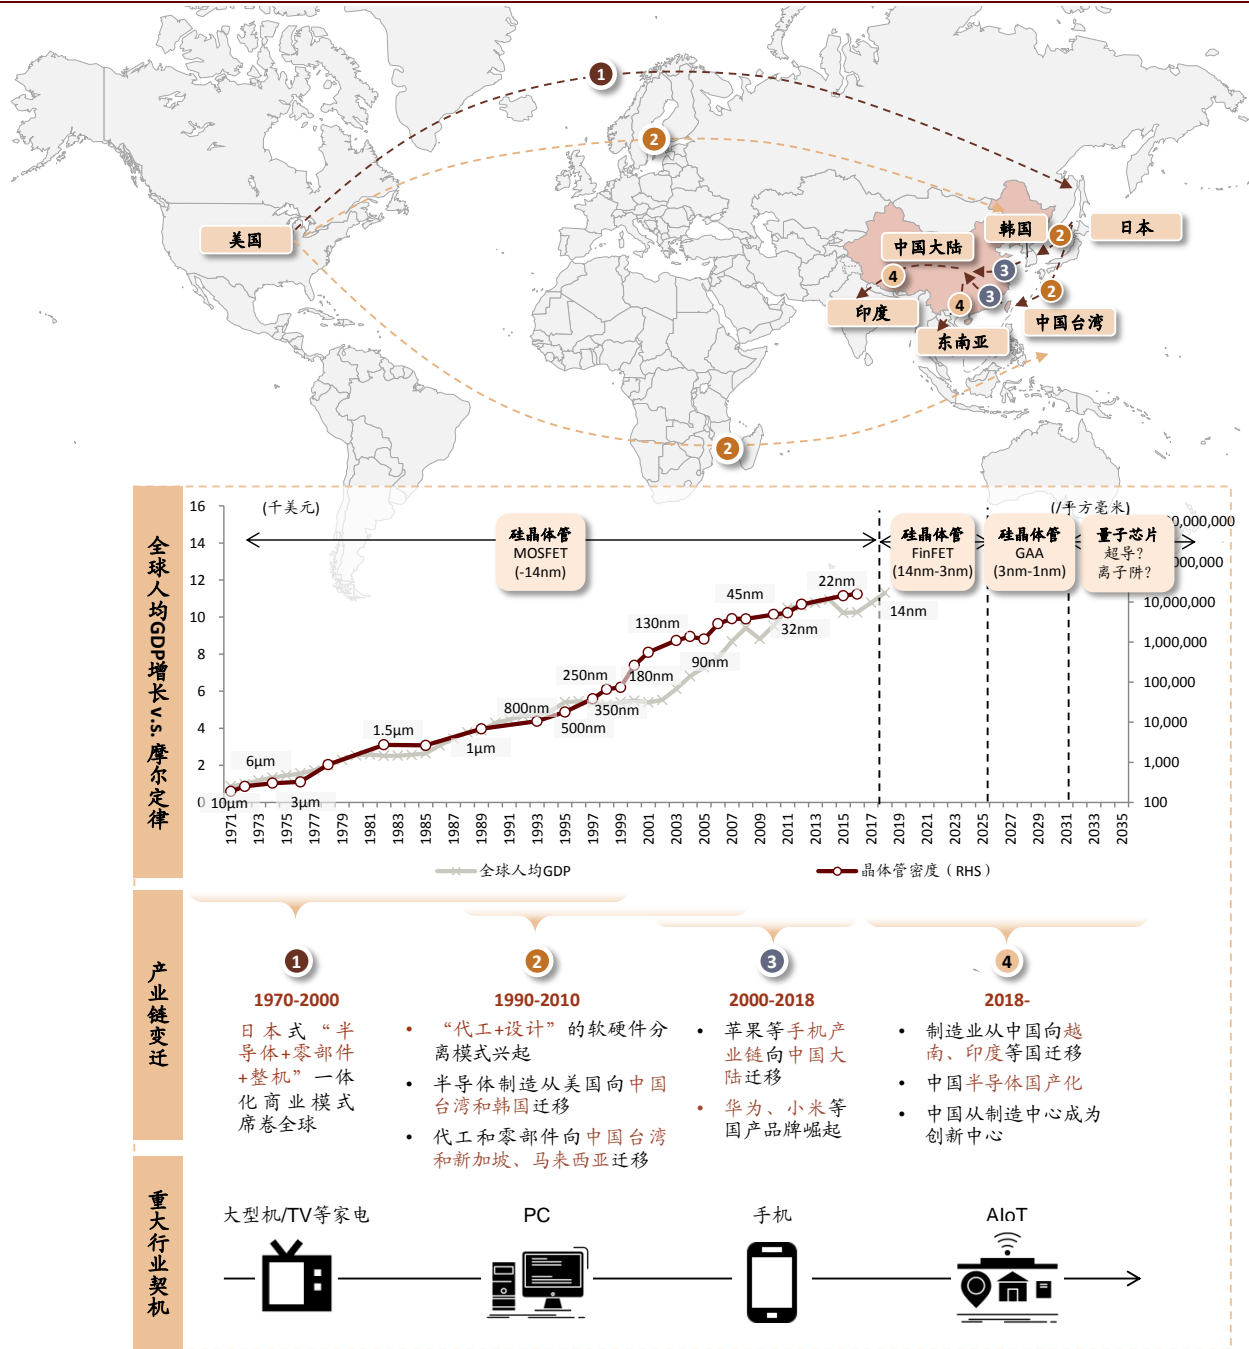 1
2
美国
韩国
2
日本
中国大陆
4
3
2
3
4
印度
中国台湾
东南亚
2
全球人均GDP增长 V.S. 摩尔定律
(千美元)
(/平方毫米)
16
14
12
10
8
6
4
2
0
硅晶体管
MOSFET
(-14nm)
硅晶体管
FinFET
(14nm-3nm)
硅晶体管
GAA
(3nm-1nm)
量子芯片
超导?
离子阱?
10,000,000
1,000,000
100,000
10,000
1,000
100
10μm
6μm
3μm
1.5μm
1μm
800nm
500nm
350nm
250nm
180nm
130nm
90nm
45nm
32nm
22nm
14nm
1971
1973
1975
1977
1979
1981
1983
1985
1987
1989
1991
1993
1995
1997
1999
2001
2003
2005
2007
2009
2011
2013
2015
2017
2019
2021
2023
2025
2027
2029
2031
2033
2035
全球人均GDP
晶体管密度（RHS）
产业链变迁
1
1970-2000
日本式“半
导体+零部件
+整机”一体
化商业模式
席卷全球
2
1990-2010
• “代工+设计”的软硬件分
离模式兴起
• 半导体制造从美国向中国
台湾和韩国迁移
• 代工和零部件向中国台湾
和新加坡、马来西亚迁移
3
2000-2018
• 苹果等手机产
业链向中国大
陆迁移
• 华为、小米等
国产品牌崛起
4
2018-
• 制造业从中国向越
南、印度等国迁移
• 中国半导体国产化
• 中国从制造中心成为
创新中心
重大行业契机
大型机/TV等家电
PC
手机
AIoT